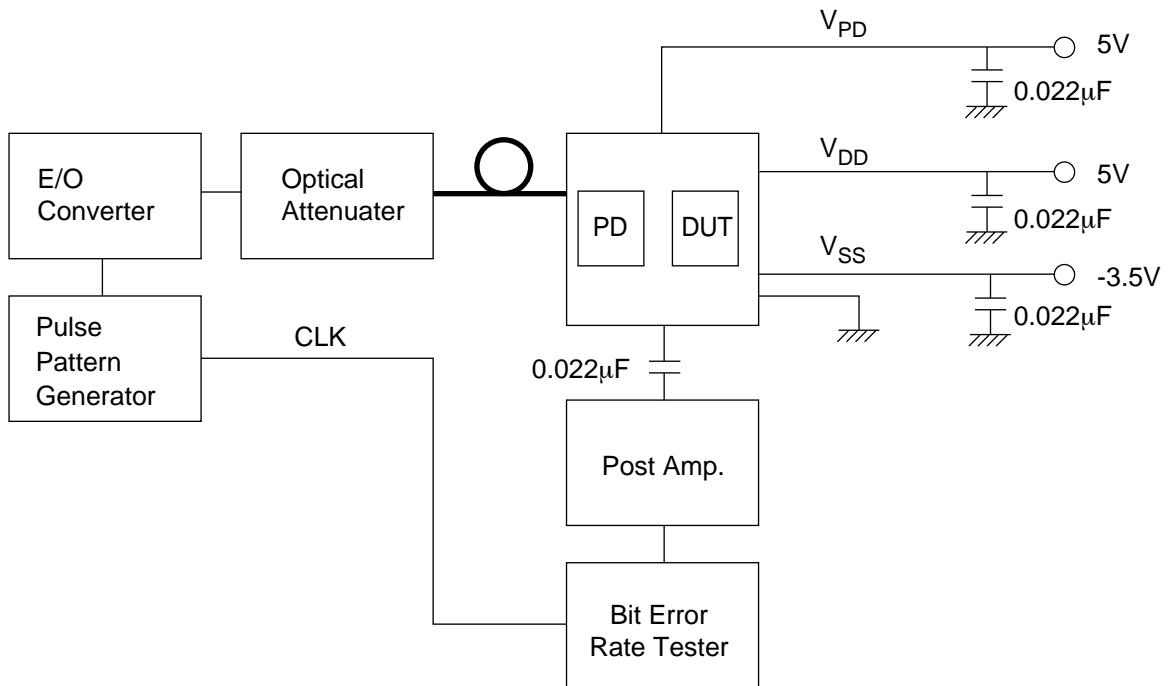 V_PD
5V
0.022μF
E/O
Converter
Optical
Attenuater
PD
DUT
V_DD
5V
0.022μF
V_SS
-3.5V
0.022μF
Pulse
Pattern
Generator
CLK
0.022μF
Post Amp.
Bit Error
Rate Tester